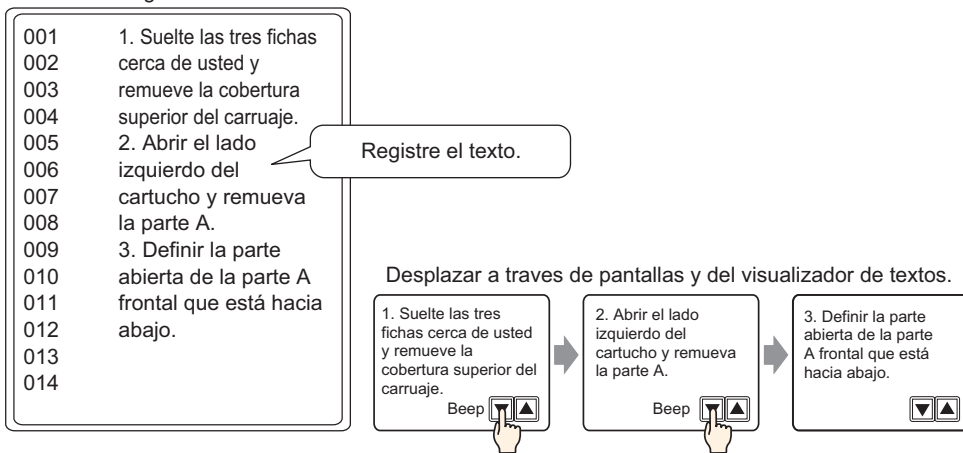 001 1. Suelte las tres fichas
002 cerca de usted y
003 remueve la cobertura
004 superior del carruaje.
005 2. Abrir el lado
006 izquierdo del
007 cartucho y remueva
008 la parte A.
009 3. Definir la parte
010 abierta de la parte A
011 frontal que está hacia
012 abajo.
013
014
Registre el texto.
Desplazar a traves de pantallas y del visualizador de textos.
1. Suelte las tres
fichas cerca de usted
y remueve la
cobertura superior del
carruaje.
Beep
2. Abrir el lado
izquierdo del
cartucho y remueva
la parte A.
Beep
3. Definir la parte
abierta de la parte
A frontal que está
hacia abajo.